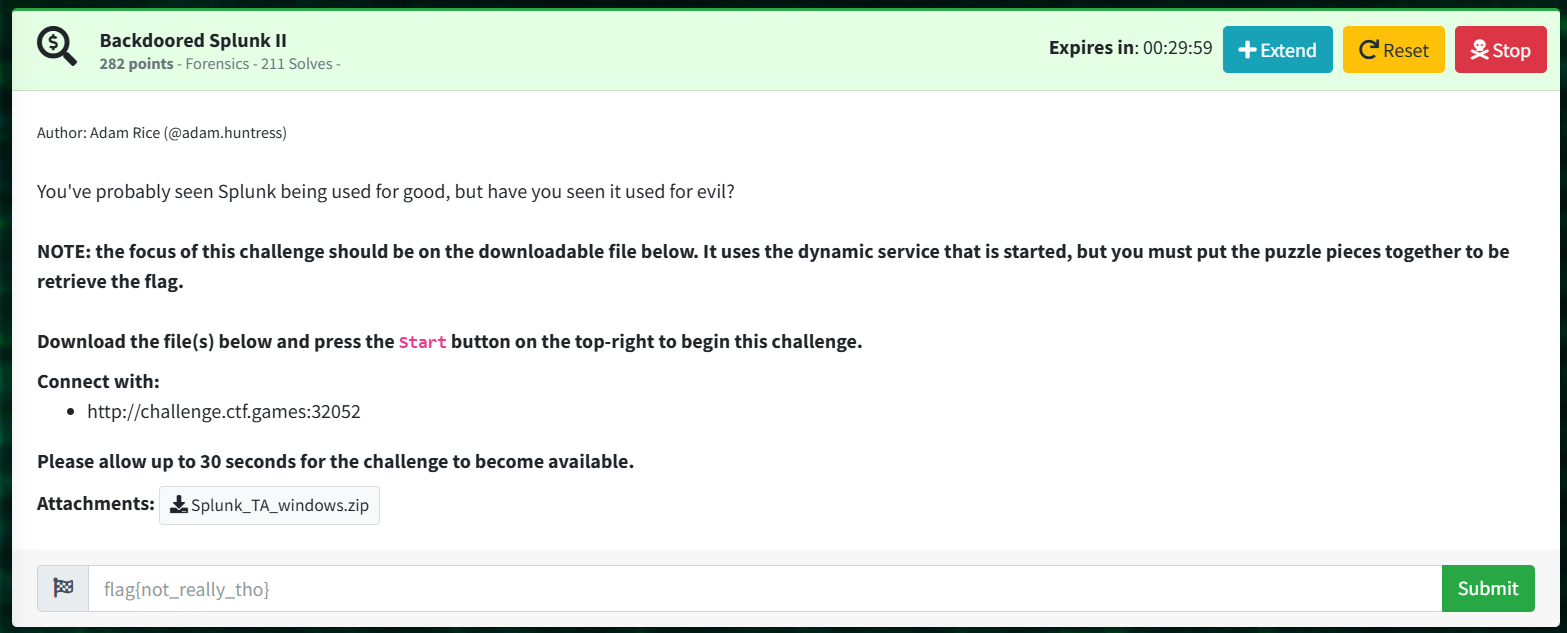 Backdoored Splunk II
282 points - Forensics - 211 Solves -
Expires in: 00:29:59
Extend
Reset
Stop
Author: Adam Rice (@adam.huntress)
You've probably seen Splunk being used for good, but have you seen it used for evil?
NOTE: the focus of this challenge should be on the downloadable file below. It uses the dynamic service that is started, but you must put the puzzle pieces together to be
retrieve the flag.
Download the file(s) below and press the Start button on the top-right to begin this challenge.
Connect with:
• http://challenge.ctf.games:32052
Please allow up to 30 seconds for the challenge to become available.
Attachments: Splunk_TA_windows.zip
flag{not_really_tho}
Submit